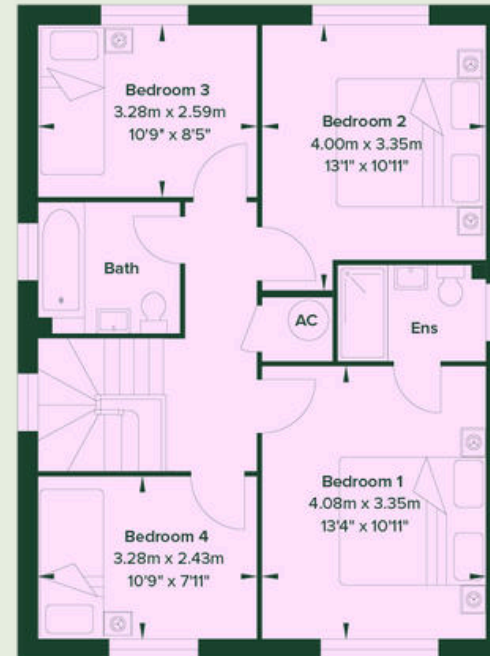 Bedroom 3
3.28m x 2.59m
10'9" x 8'5"
Bedroom 2
4.00m x 3.35m
13'1" x 10'11"
Bath
AC
Ens
Bedroom 1
4.08m x 3.35m
13'4" x 10'11"
Bedroom 4
3.28m x 2.43m
10'9" x 7'11"